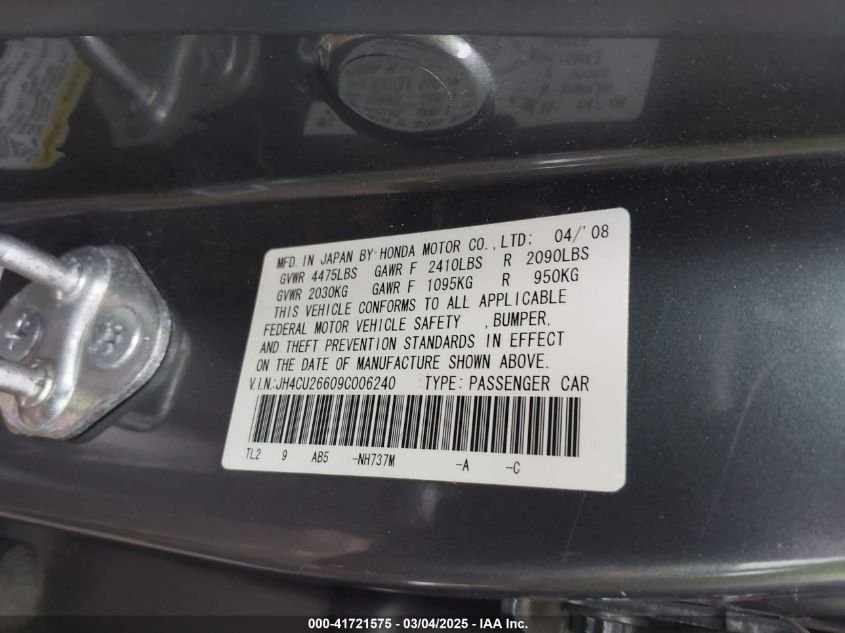 MFD. IN JAPAN BY HONDA MOTOR CO., LTD; 04/'08
GVWR 4475LBS GAWR F 2410LBS R 2090LBS
GVWR 2030KG GAWR F 1095KG R 950KG
THIS VEHICLE CONFORMS TO ALL APPLICABLE
FEDERAL MOTOR VEHICLE SAFETY , BUMPER,
AND THEFT PREVENTION STANDARDS IN EFFECT
ON THE DATE OF MANUFACTURE SHOWN ABOVE.
V.I.N.:JH4CU26609C006240 TYPE: PASSENGER CAR
TL2 9 AB5 -NH737M -A -C
000-41721575 — 03/04/2025 - IAA Inc.